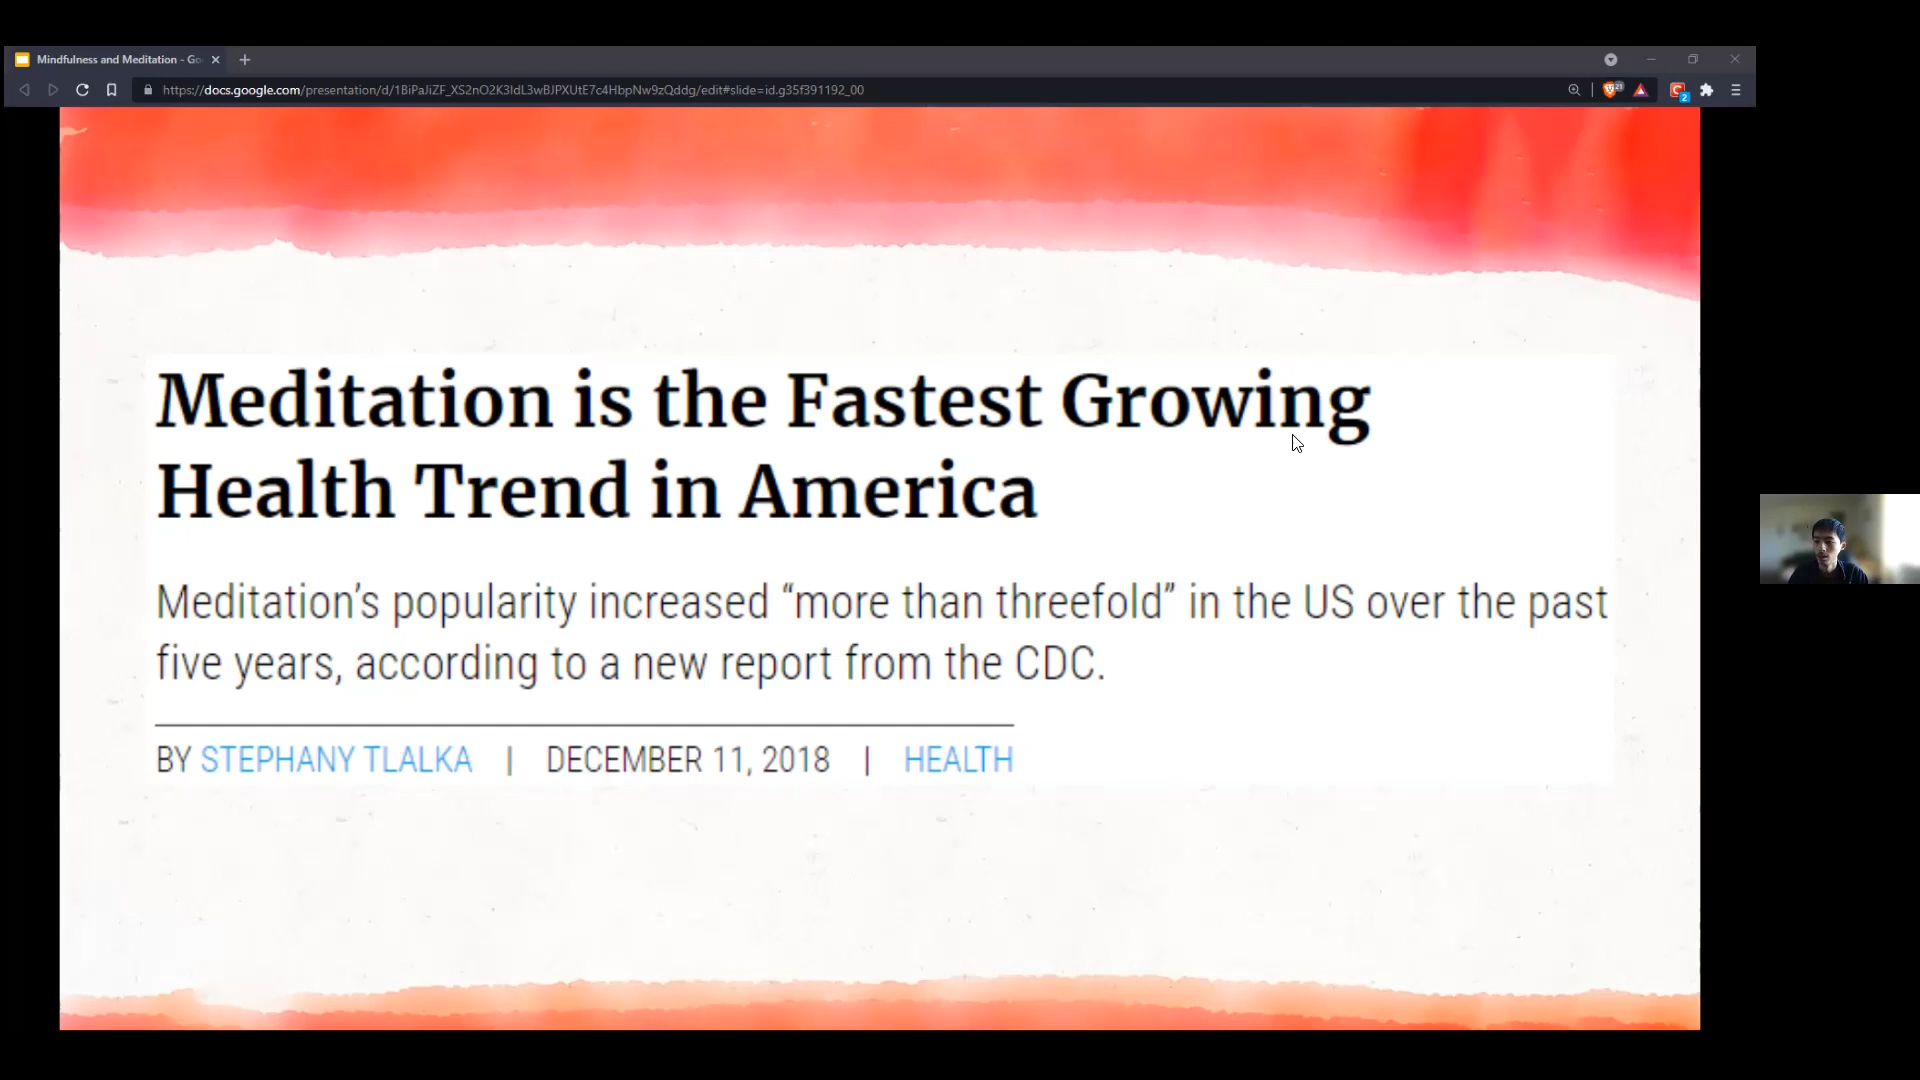 Mindfulness and Meditation - Go
https://docs.google.com/presentation/d/1BiPaJiZF_XS2nO2K3IdL3wBJPXUtE7c4HbpNw9zQddg/edit#slide=id.g35f391192_00
21
2
Meditation is the Fastest Growing
Health Trend in America
Meditation’s popularity increased “more than threefold” in the US over the past
five years, according to a new report from the CDC.
BY STEPHANY TLALKA | DECEMBER 11, 2018 | HEALTH